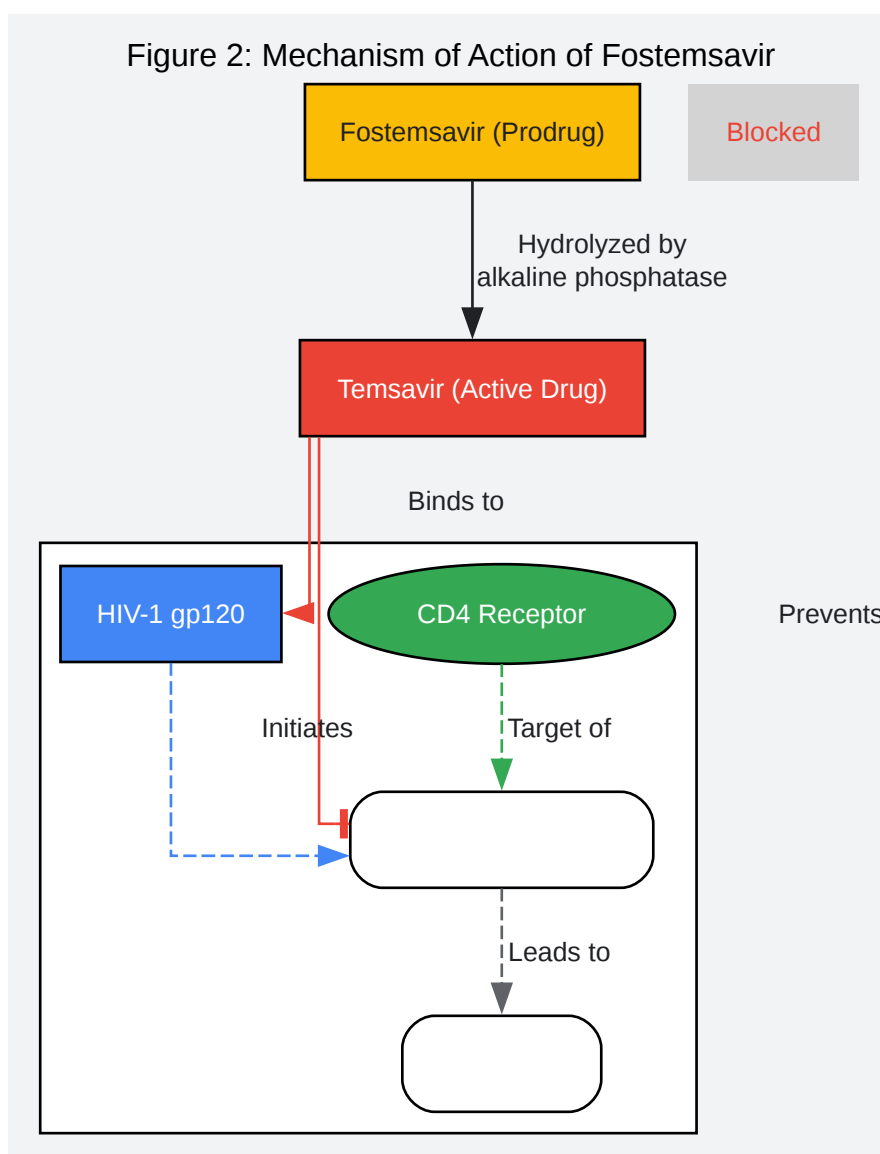 Figure 2: Mechanism of Action of Fostemsavir
Fostemsavir (Prodrug)
Blocked
Hydrolyzed by
alkaline phosphatase
Temsavir (Active Drug)
Binds to
HIV-1 gp120
CD4 Receptor
Prevents
Initiates
Target of
Leads to